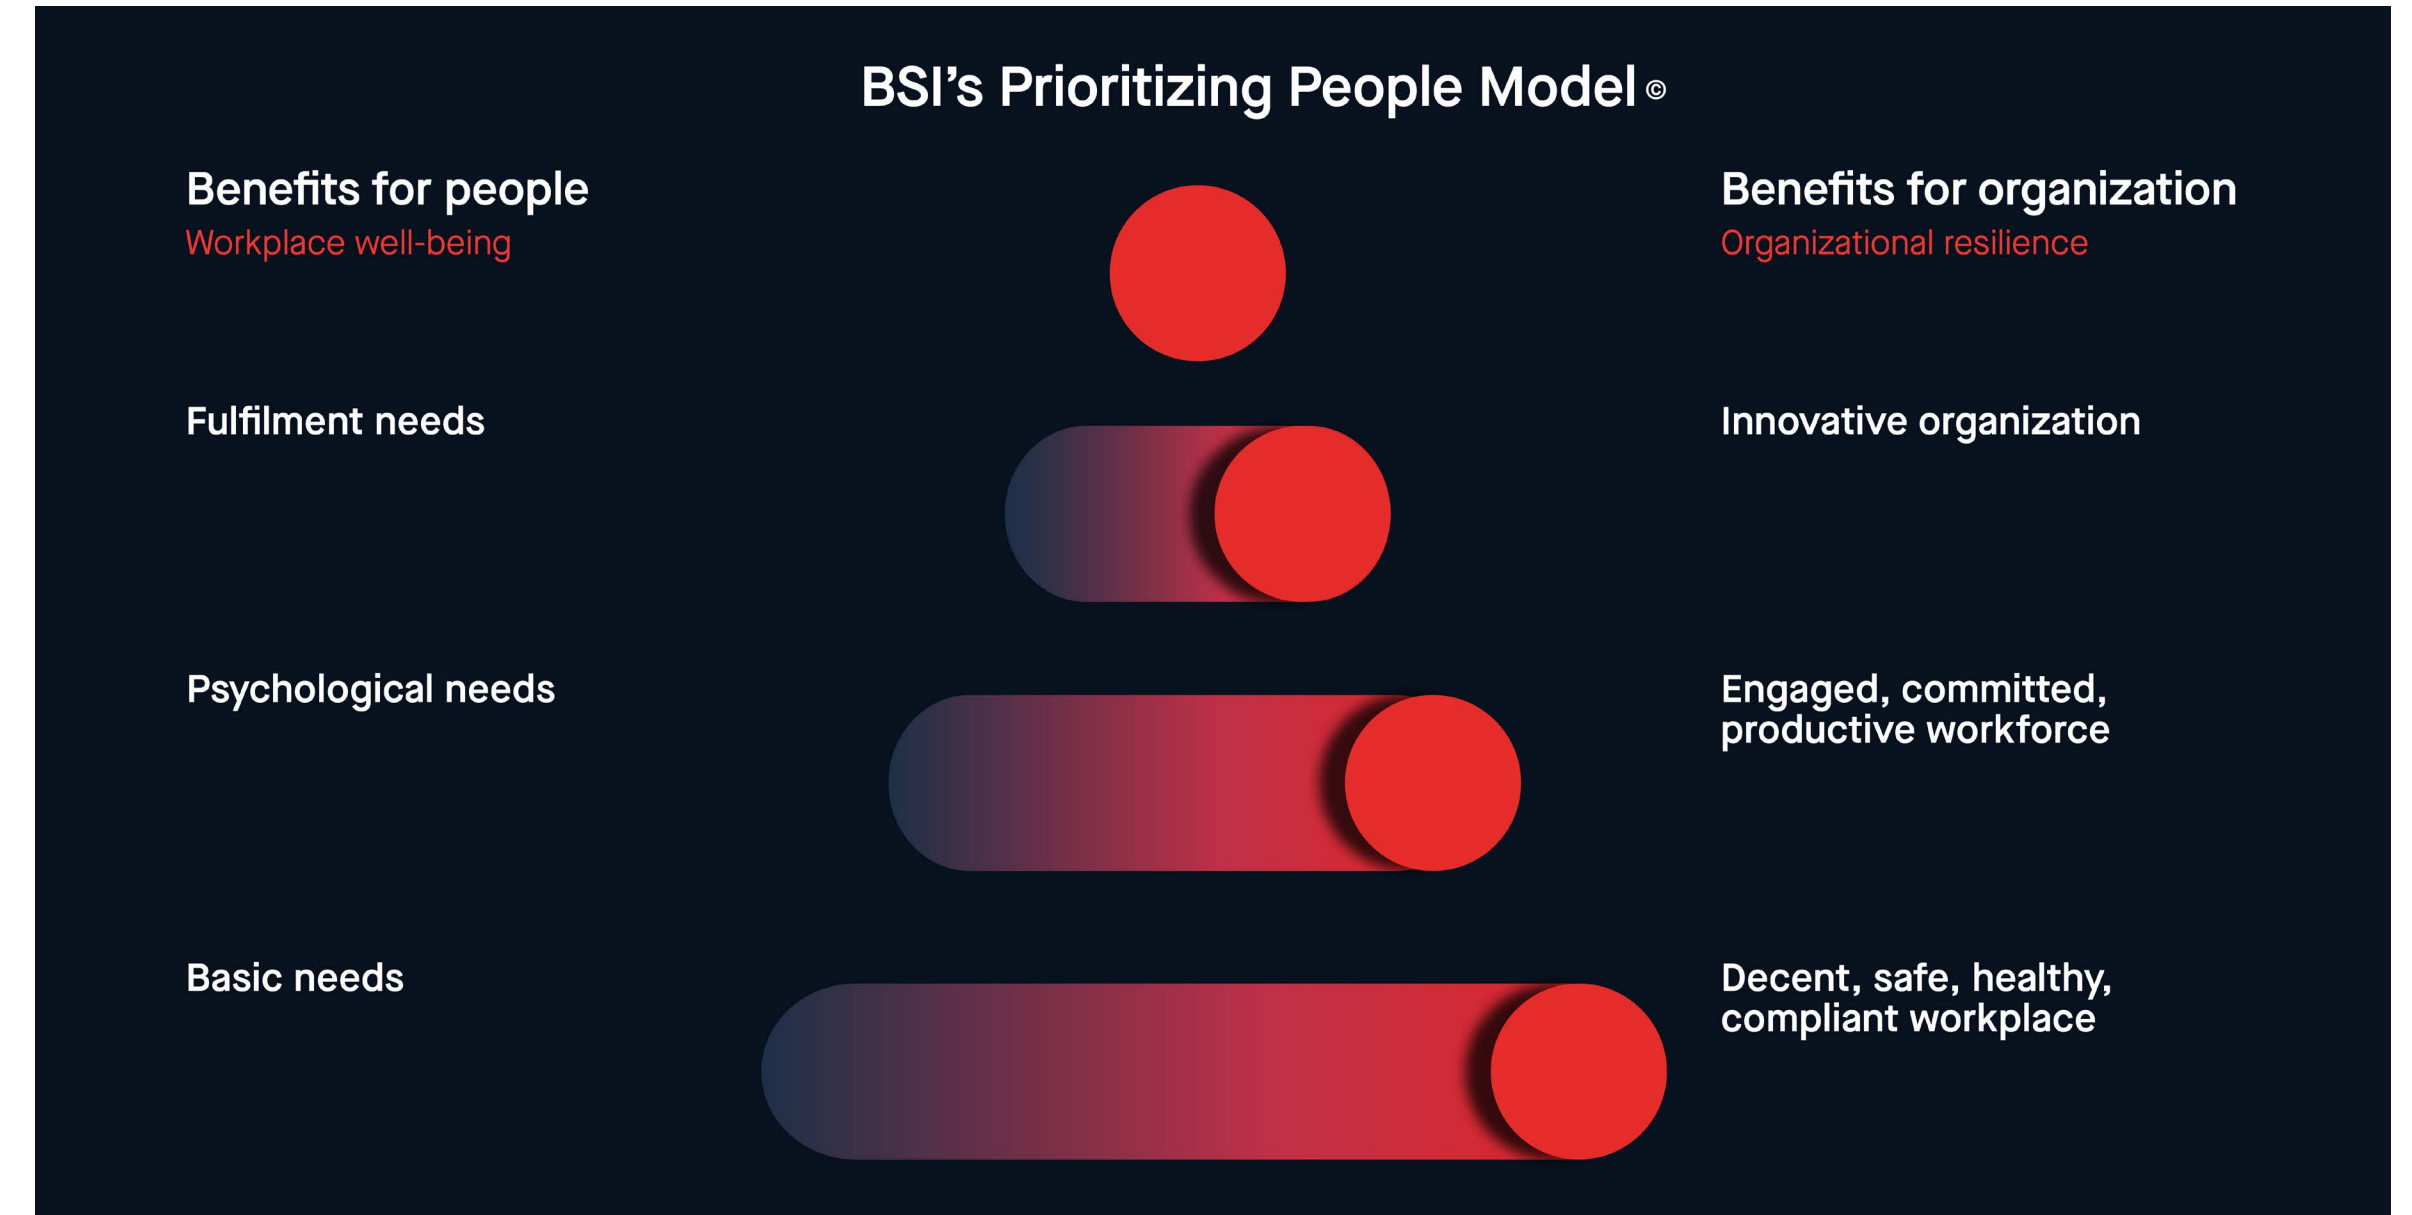 BSI's Prioritizing People Model ©
Benefits for people
Workplace well-being
Benefits for organization
Organizational resilience
Fulfilment needs
Innovative organization
Psychological needs
Engaged, committed,
productive workforce
Basic needs
Decent, safe, healthy,
compliant workplace